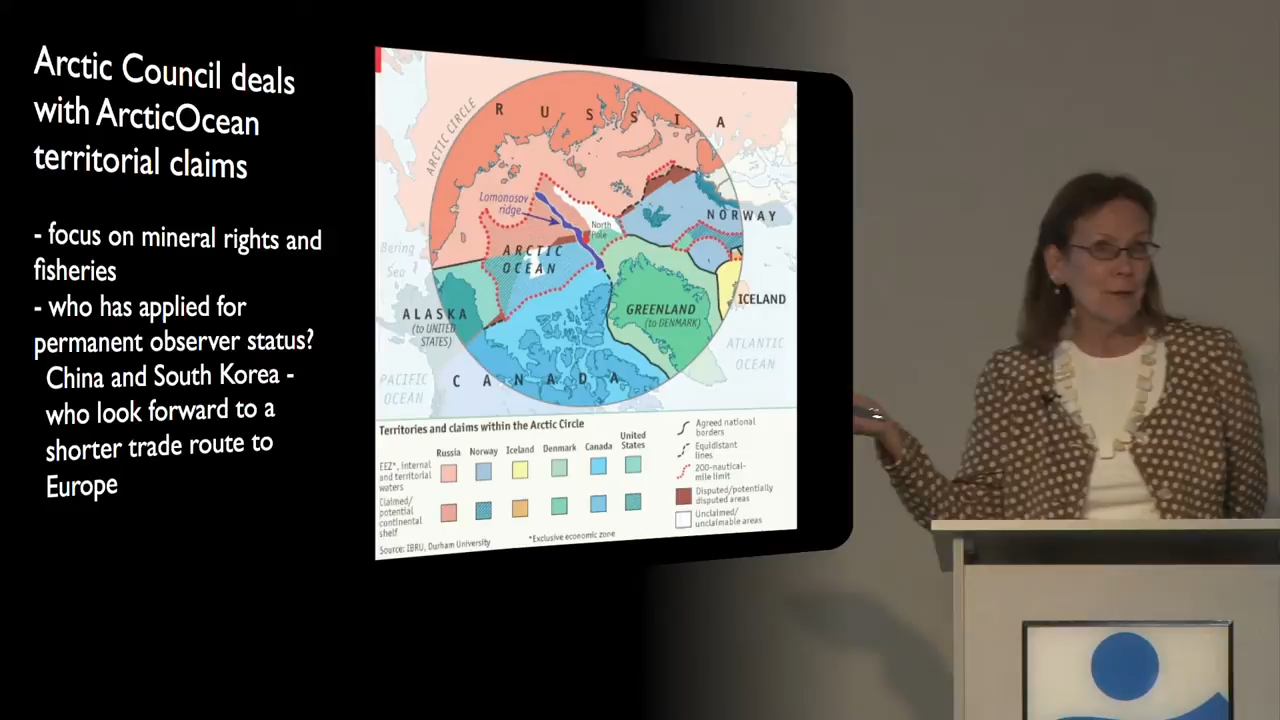 Arctic Council deals
with ArcticOcean
territorial claims
- focus on mineral rights and
fisheries
- who has applied for
permanent observer status?
China and South Korea -
who look forward to a
shorter trade route to
Europe
ARCTIC CIRCLE
RUSSIA
Lomonosov
ridge
North
Pole
NORWAY
Bering
Sea
ARCTIC
OCEAN
ICELAND
ALASKA
(to UNITED
STATES)
GREENLAND
(to DENMARK)
ATLANTIC
OCEAN
PACIFIC
OCEAN
CANADA
Territories and claims within the Arctic Circle
Russia Norway Iceland Denmark Canada United
States
EEZ*, internal
and territorial
waters
Claimed/
potential
continental
shelf
Agreed national
borders
Equidistant
lines
200-nautical-
mile limit
Disputed/potentially
disputed areas
Unclaimed/
unclaimable areas
Source: IBRU, Durham University
*Exclusive economic zone